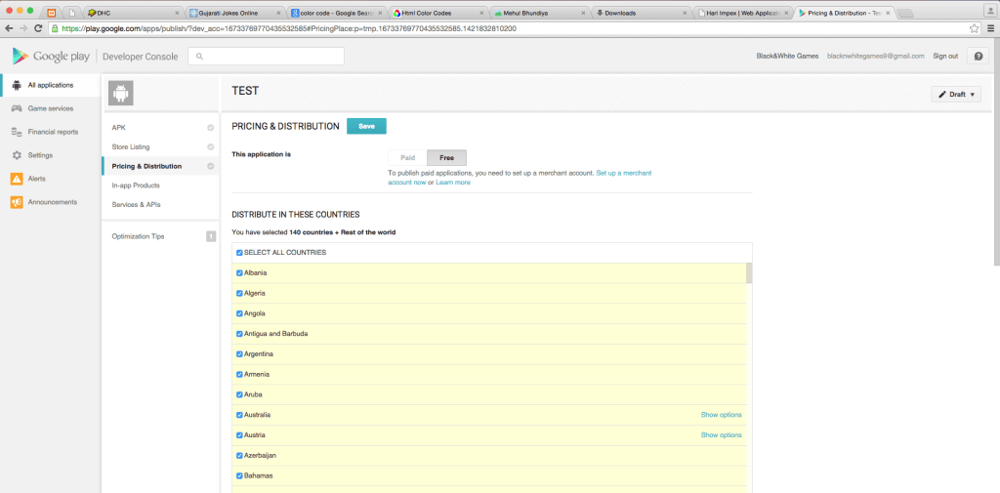 DHC
Gujarati Jokes Online
color code - Google Searc
Html Color Codes
Mehul Bhundiya
Downloads
Hari Impex | Web Applicati
Pricing & Distribution - Tes
https://play.google.com/apps/publish/?dev_acc=16733769770435532585#PricingPlace:p=tmp.16733769770435532585.1421832810200
Google play
Developer Console
Black&White Games
blacknwhitegamees9@gmail.com
Sign out
All applications
Game services
Financial reports
Settings
Alerts
Announcements
TEST
Draft
APK
Store Listing
Pricing & Distribution
In-app Products
Services & APIs
Optimization Tips
1
PRICING & DISTRIBUTION
Save
This application is
Paid
Free
To publish paid applications, you need to set up a merchant account. Set up a merchant
account now or Learn more
DISTRIBUTE IN THESE COUNTRIES
You have selected 140 countries + Rest of the world
SELECT ALL COUNTRIES
Albania
Algeria
Angola
Antigua and Barbuda
Argentina
Armenia
Aruba
Australia
Show options
Austria
Show options
Azerbaijan
Bahamas